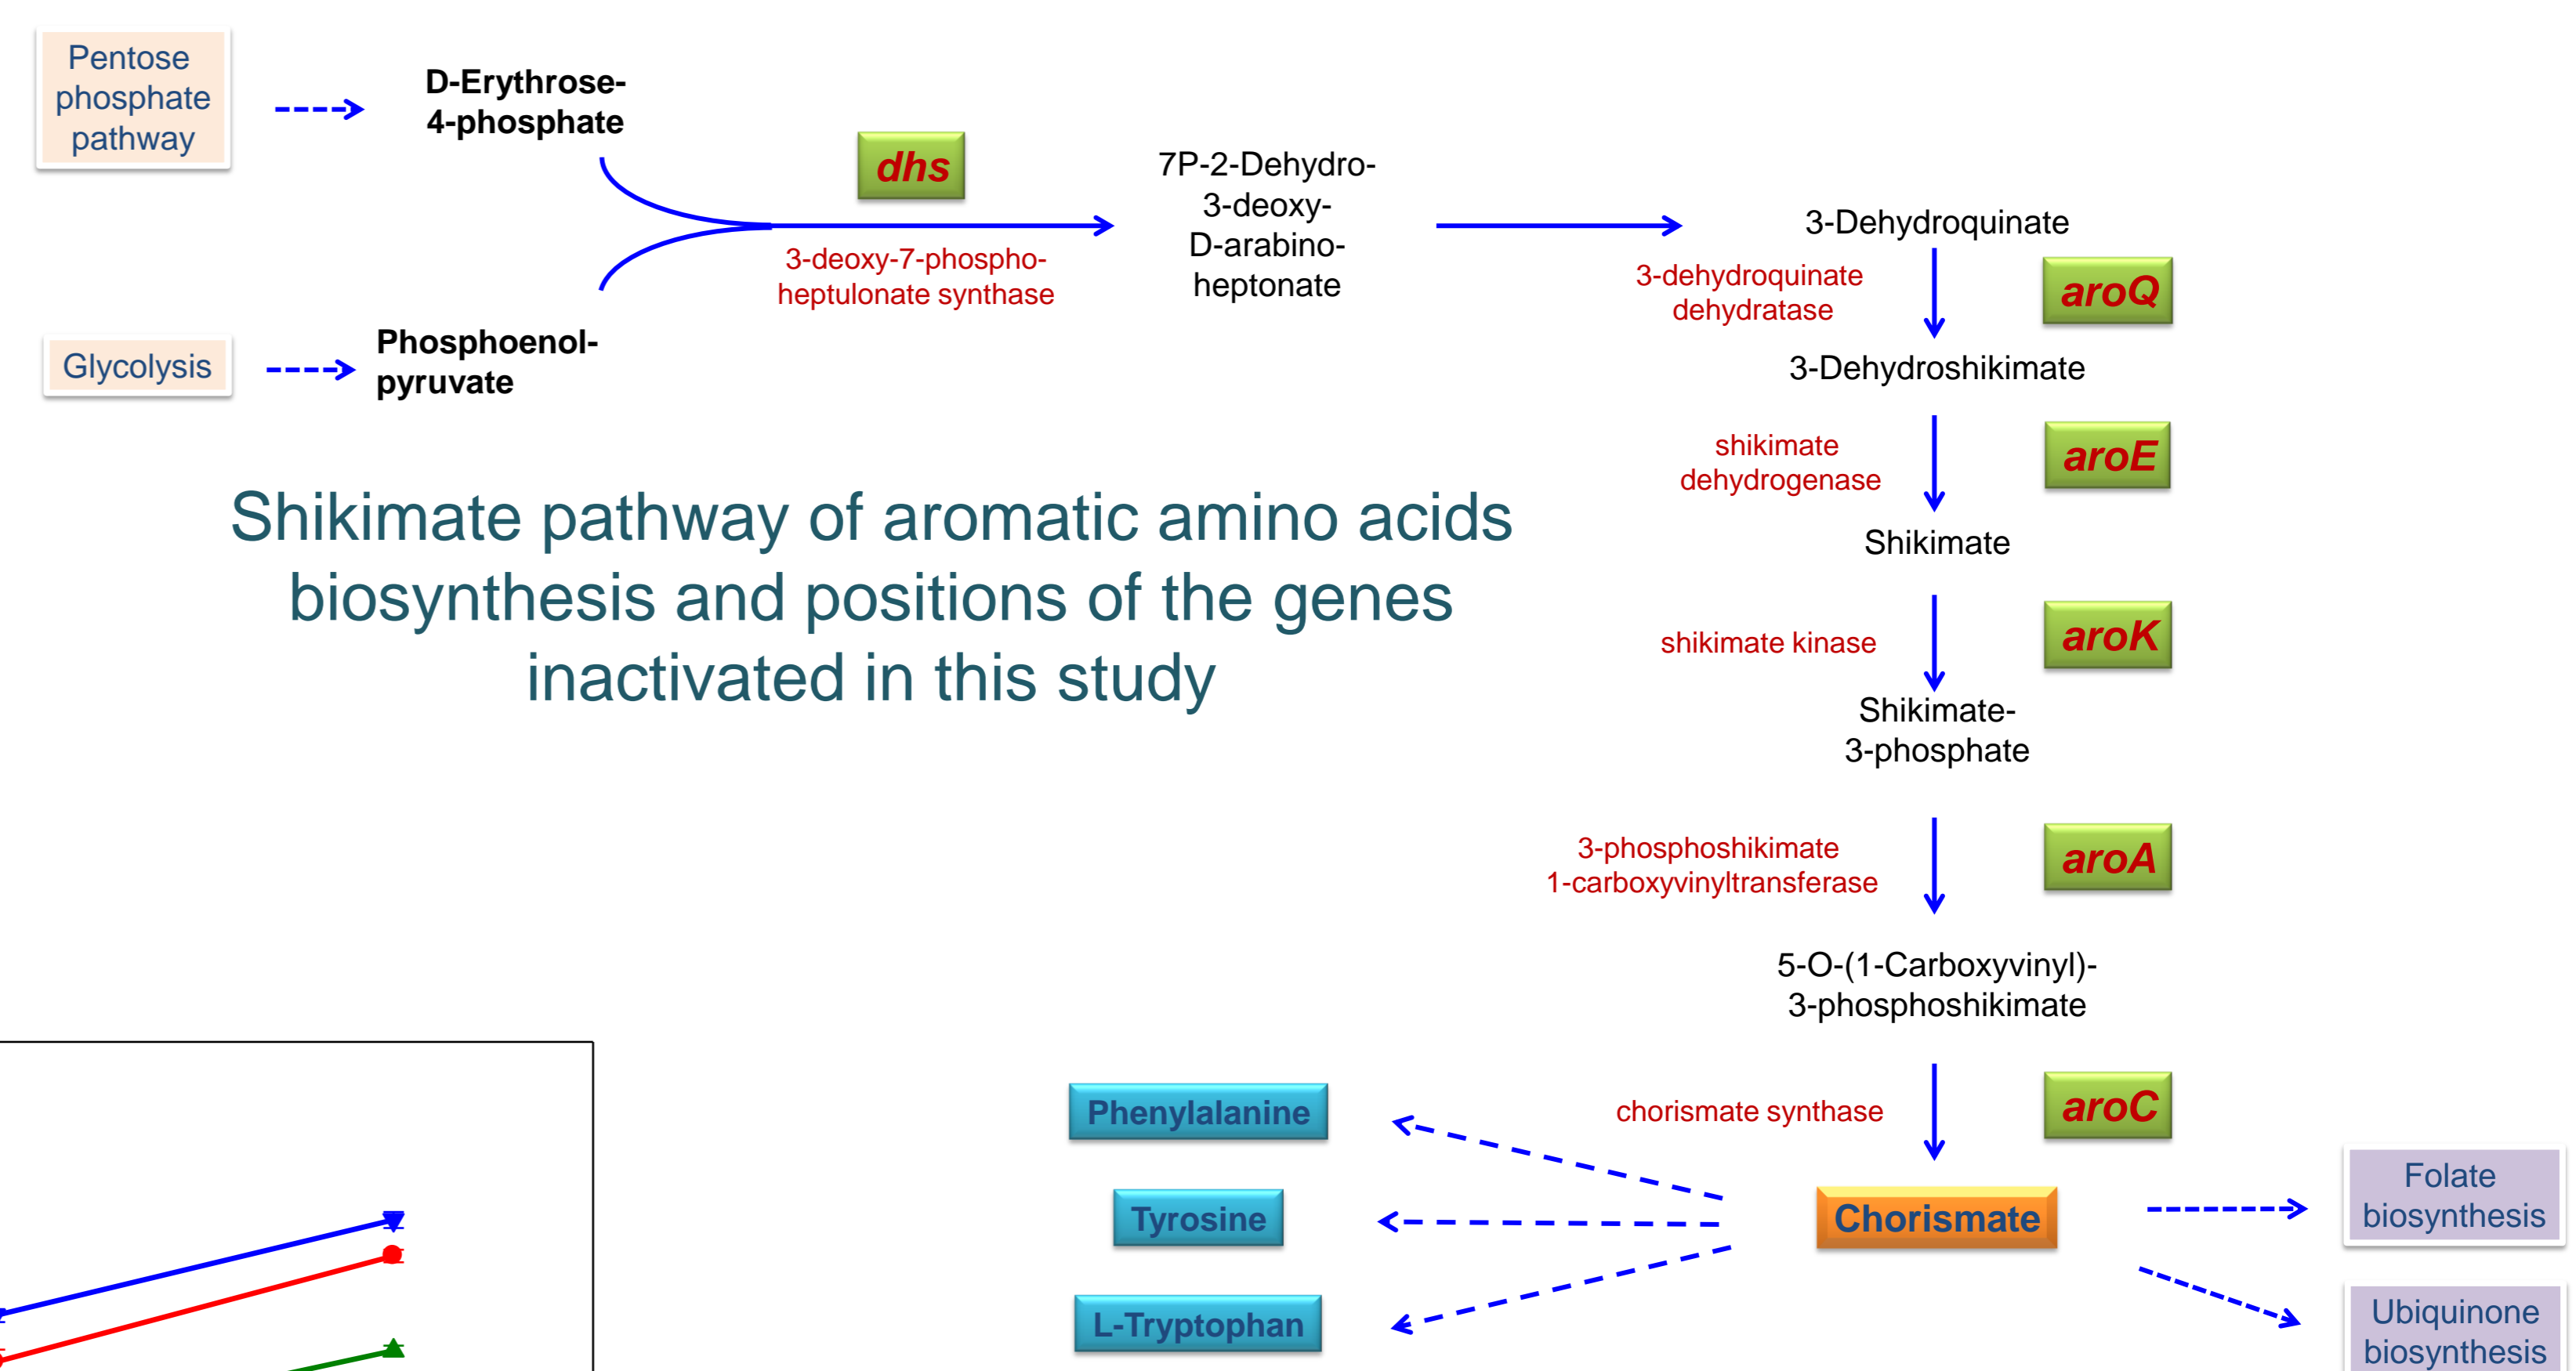 Pentose
phosphate
pathway
D-Erythrose-
4-phosphate
dhs
3-deoxy-7-phospho-
heptulonate synthase
7P-2-Dehydro-
3-deoxy-
D-arabino-
heptonate
3-Dehydroquinate
Glycolysis
Phosphoenol-
pyruvate
3-dehydroquinate
dehydratase
aroQ
3-Dehydroshikimate
shikimate
dehydrogenase
aroE
Shikimate
Shikimate pathway of aromatic amino acids
biosynthesis and positions of the genes
inactivated in this study
shikimate kinase
aroK
Shikimate-
3-phosphate
3-phosphoshikimate
1-carboxyvinyltransferase
aroA
5-O-(1-Carboxyvinyl)-
3-phosphoshikimate
chorismate synthase
aroC
Chorismate
Phenylalanine
Tyrosine
L-Tryptophan
Folate
biosynthesis
Ubiquinone
biosynthesis